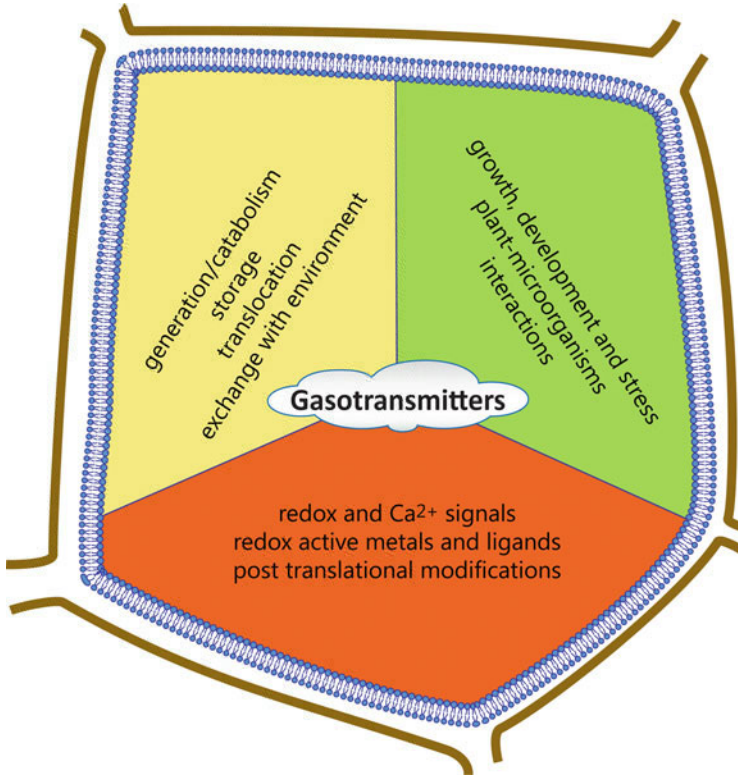 generation/catabolism
storage
translocation
exchange with environment
growth, development and stress
plant-microorganisms
interactions
Gasotransmitters
redox and Ca²⁺ signals
redox active metals and ligands
post translational modifications